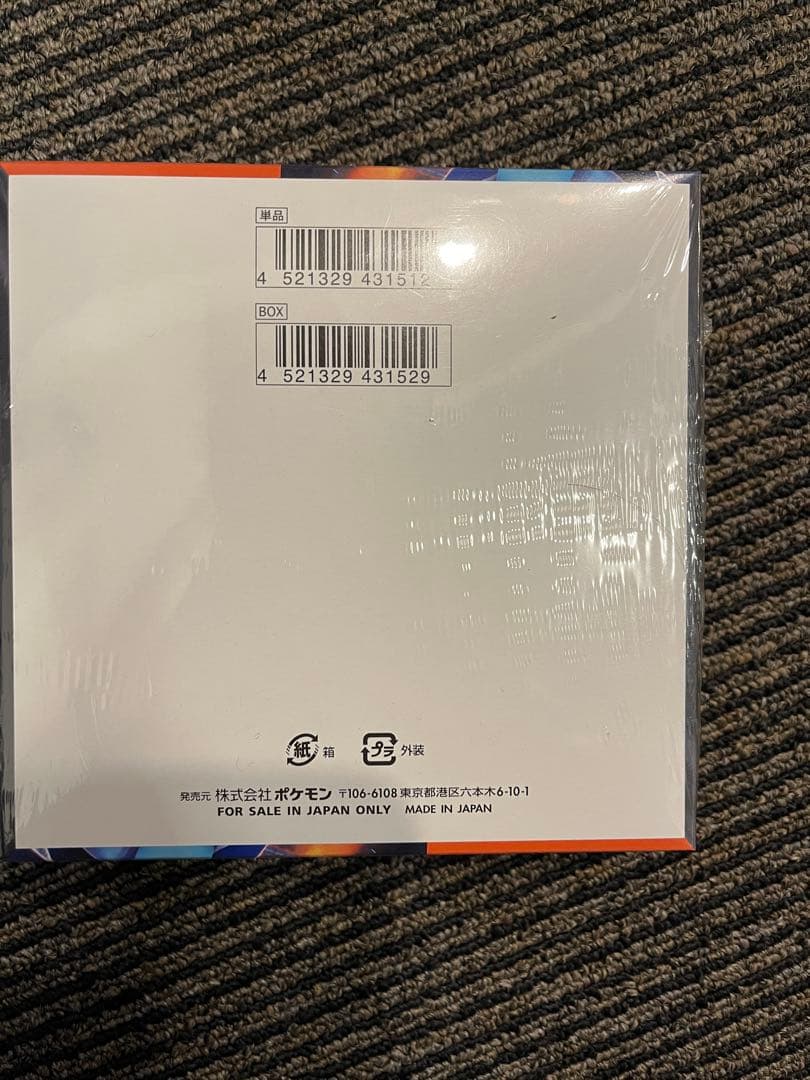 単品
4 521329 431512
BOX
4 521329 431529
紙 箱 プラ 外装
発売元 株式会社ポケモン 〒106-6108 東京都港区六本木6-10-1
FOR SALE IN JAPAN ONLY MADE IN JAPAN